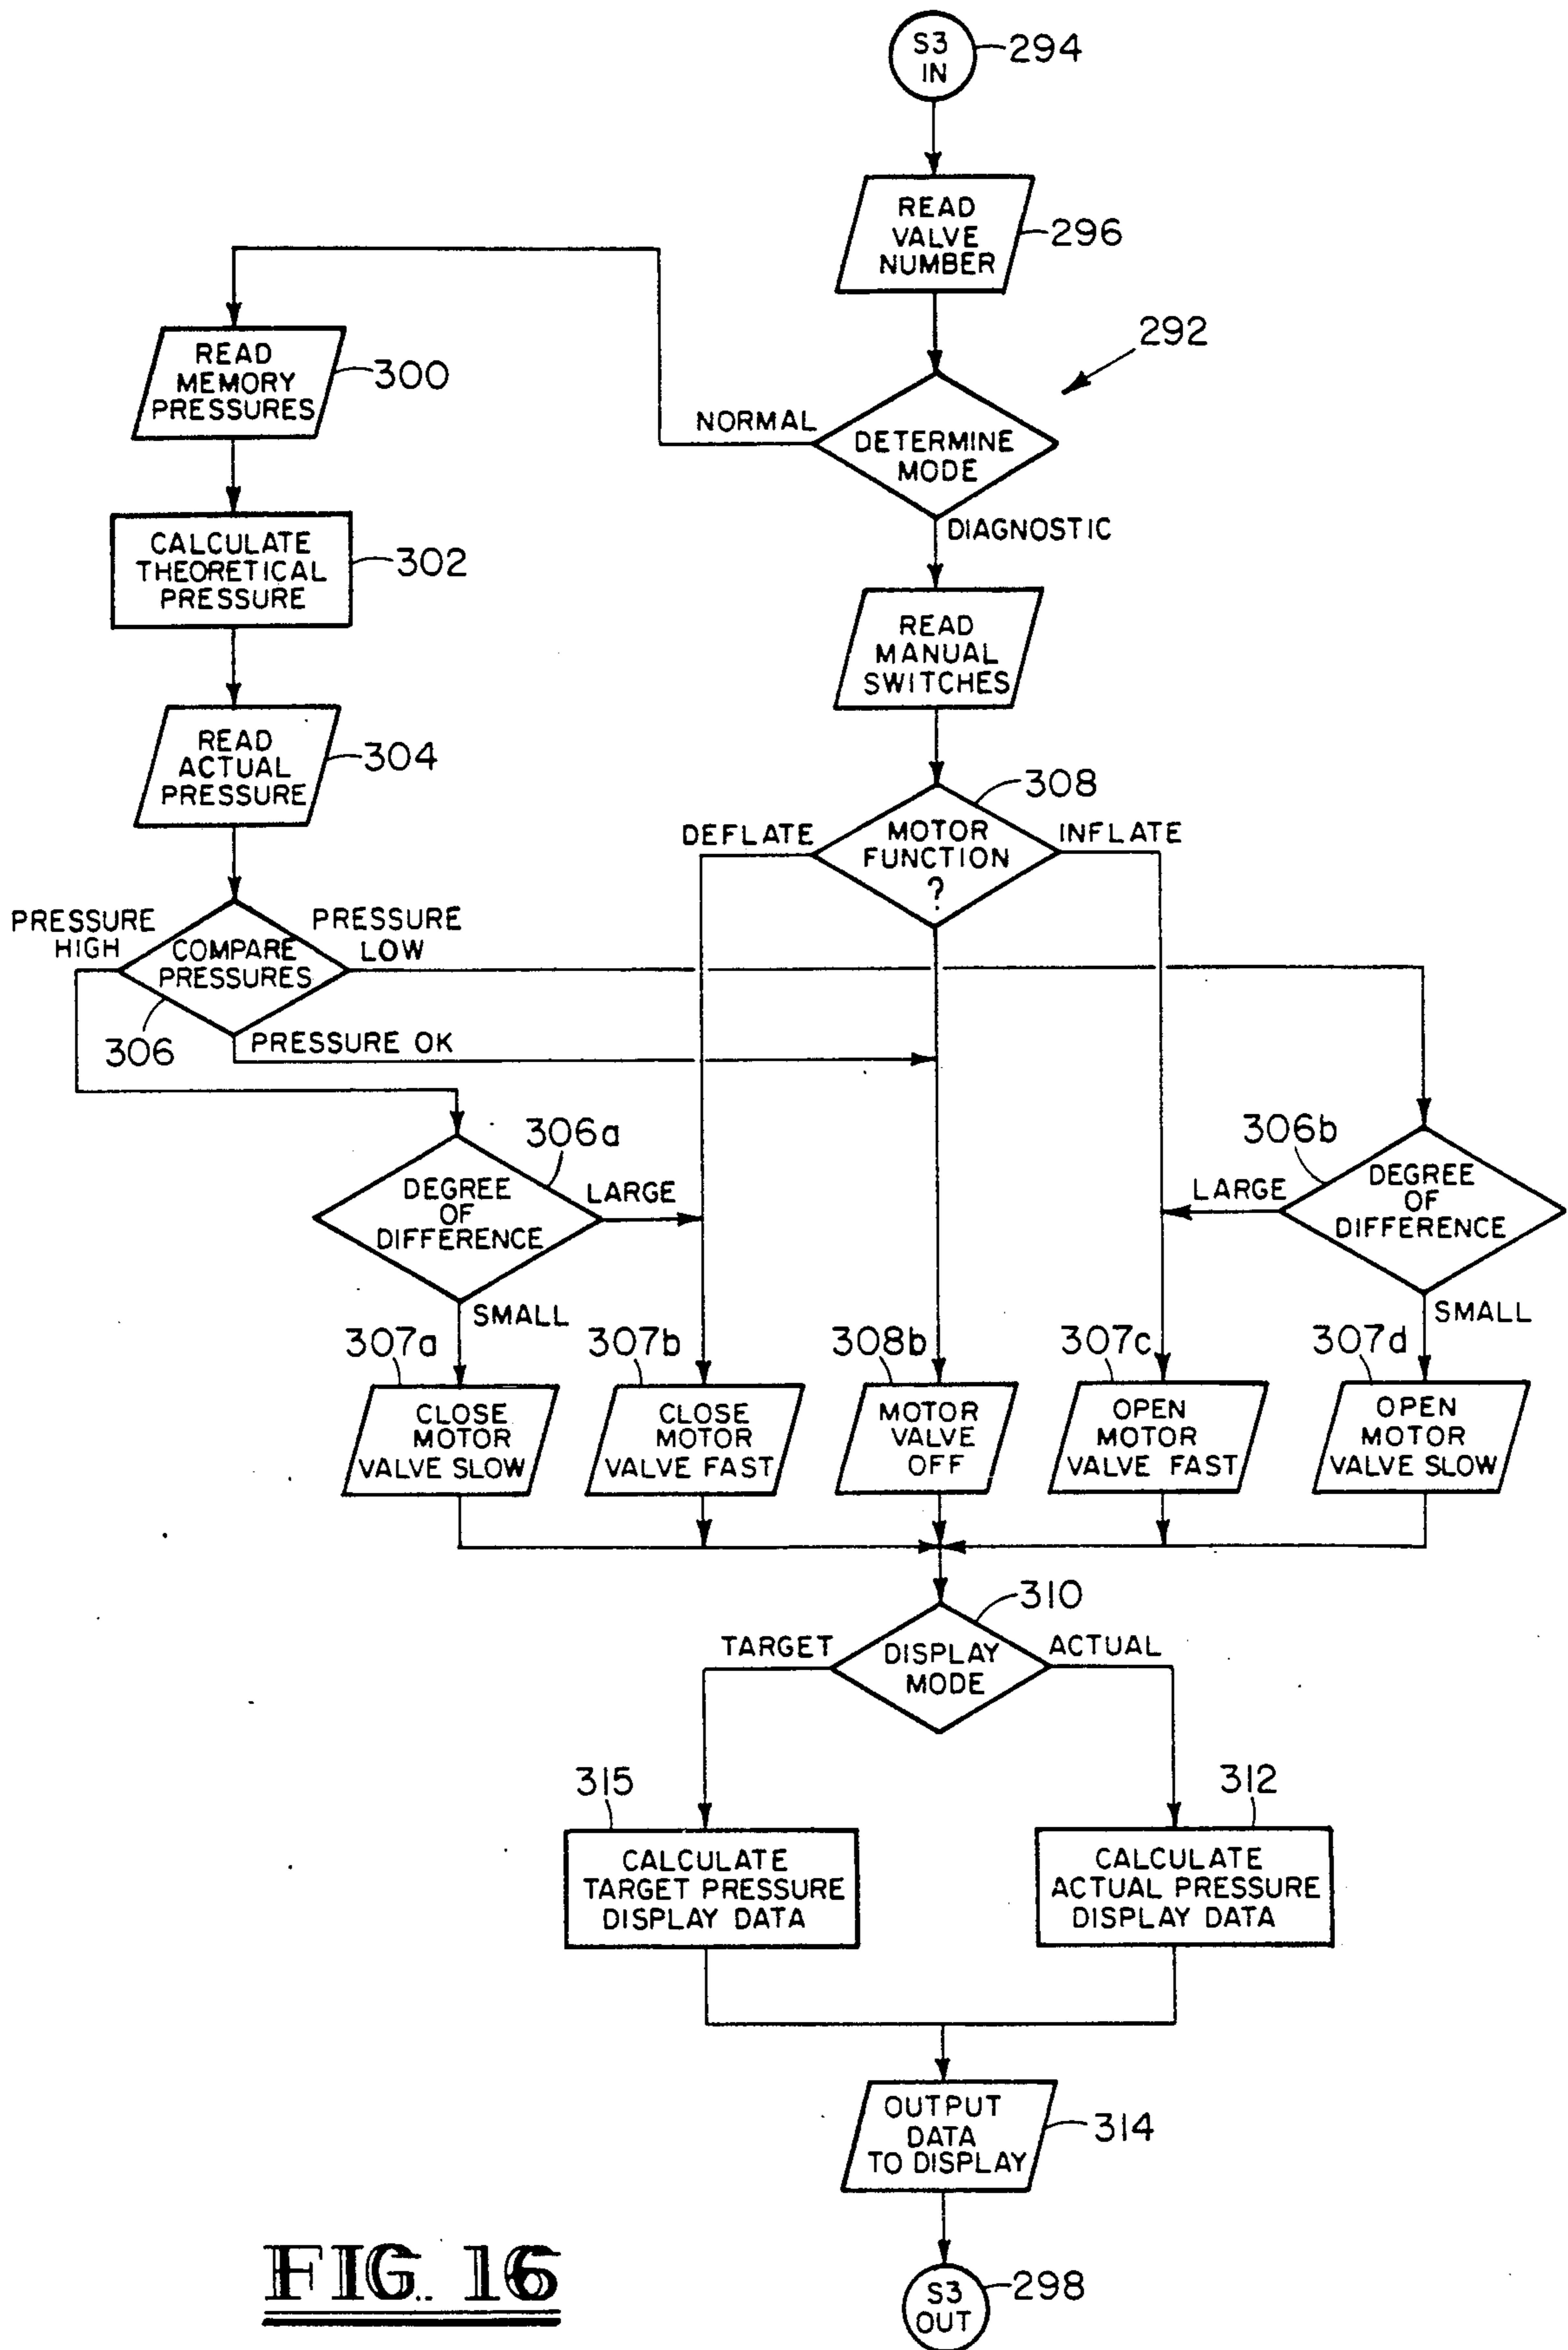 S3
IN
294
READ
VALVE
NUMBER
296
292
READ
MEMORY
PRESSURES
300
NORMAL
DETERMINE
MODE
DIAGNOSTIC
CALCULATE
THEORETICAL
PRESSURE
302
READ
MANUAL
SWITCHES
READ
ACTUAL
PRESSURE
304
308
DEFLATE
MOTOR
FUNCTION
?
INFLATE
PRESSURE
HIGH
COMPARE
PRESSURES
PRESSURE
LOW
306
PRESSURE OK
306a
DEGREE
OF
DIFFERENCE
LARGE
SMALL
306b
LARGE
DEGREE
OF
DIFFERENCE
SMALL
307a
307b
308b
307c
307d
CLOSE
MOTOR
VALVE SLOW
CLOSE
MOTOR
VALVE FAST
MOTOR
VALVE
OFF
OPEN
MOTOR
VALVE FAST
OPEN
MOTOR
VALVE SLOW
310
TARGET
DISPLAY
MODE
ACTUAL
315
312
CALCULATE
TARGET PRESSURE
DISPLAY DATA
CALCULATE
ACTUAL PRESSURE
DISPLAY DATA
OUTPUT
DATA
TO DISPLAY
314
S3
OUT
298
FIG. 16